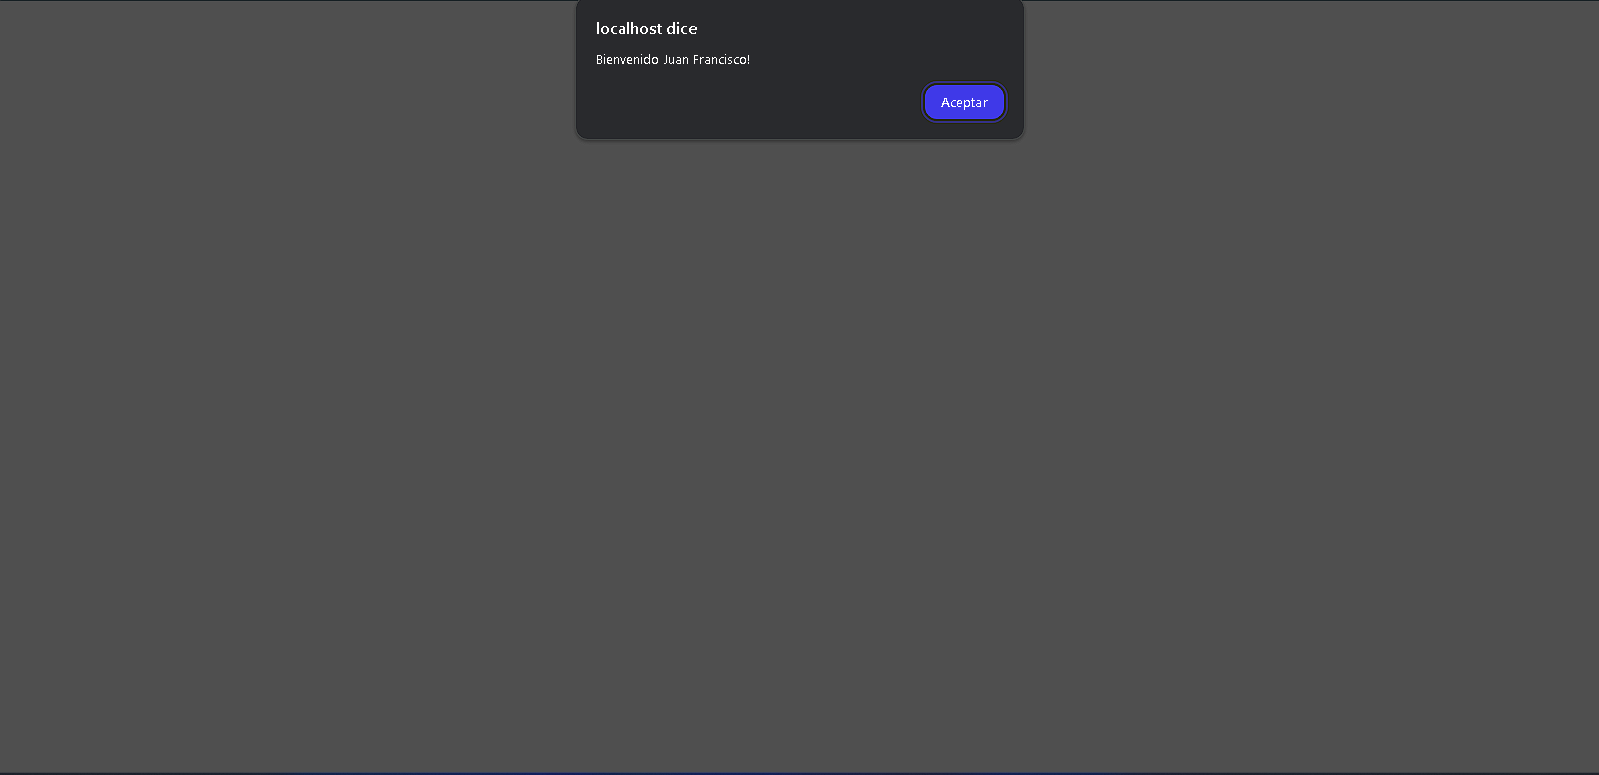 localhost dice
Bienvenido Juan Francisco!
Aceptar